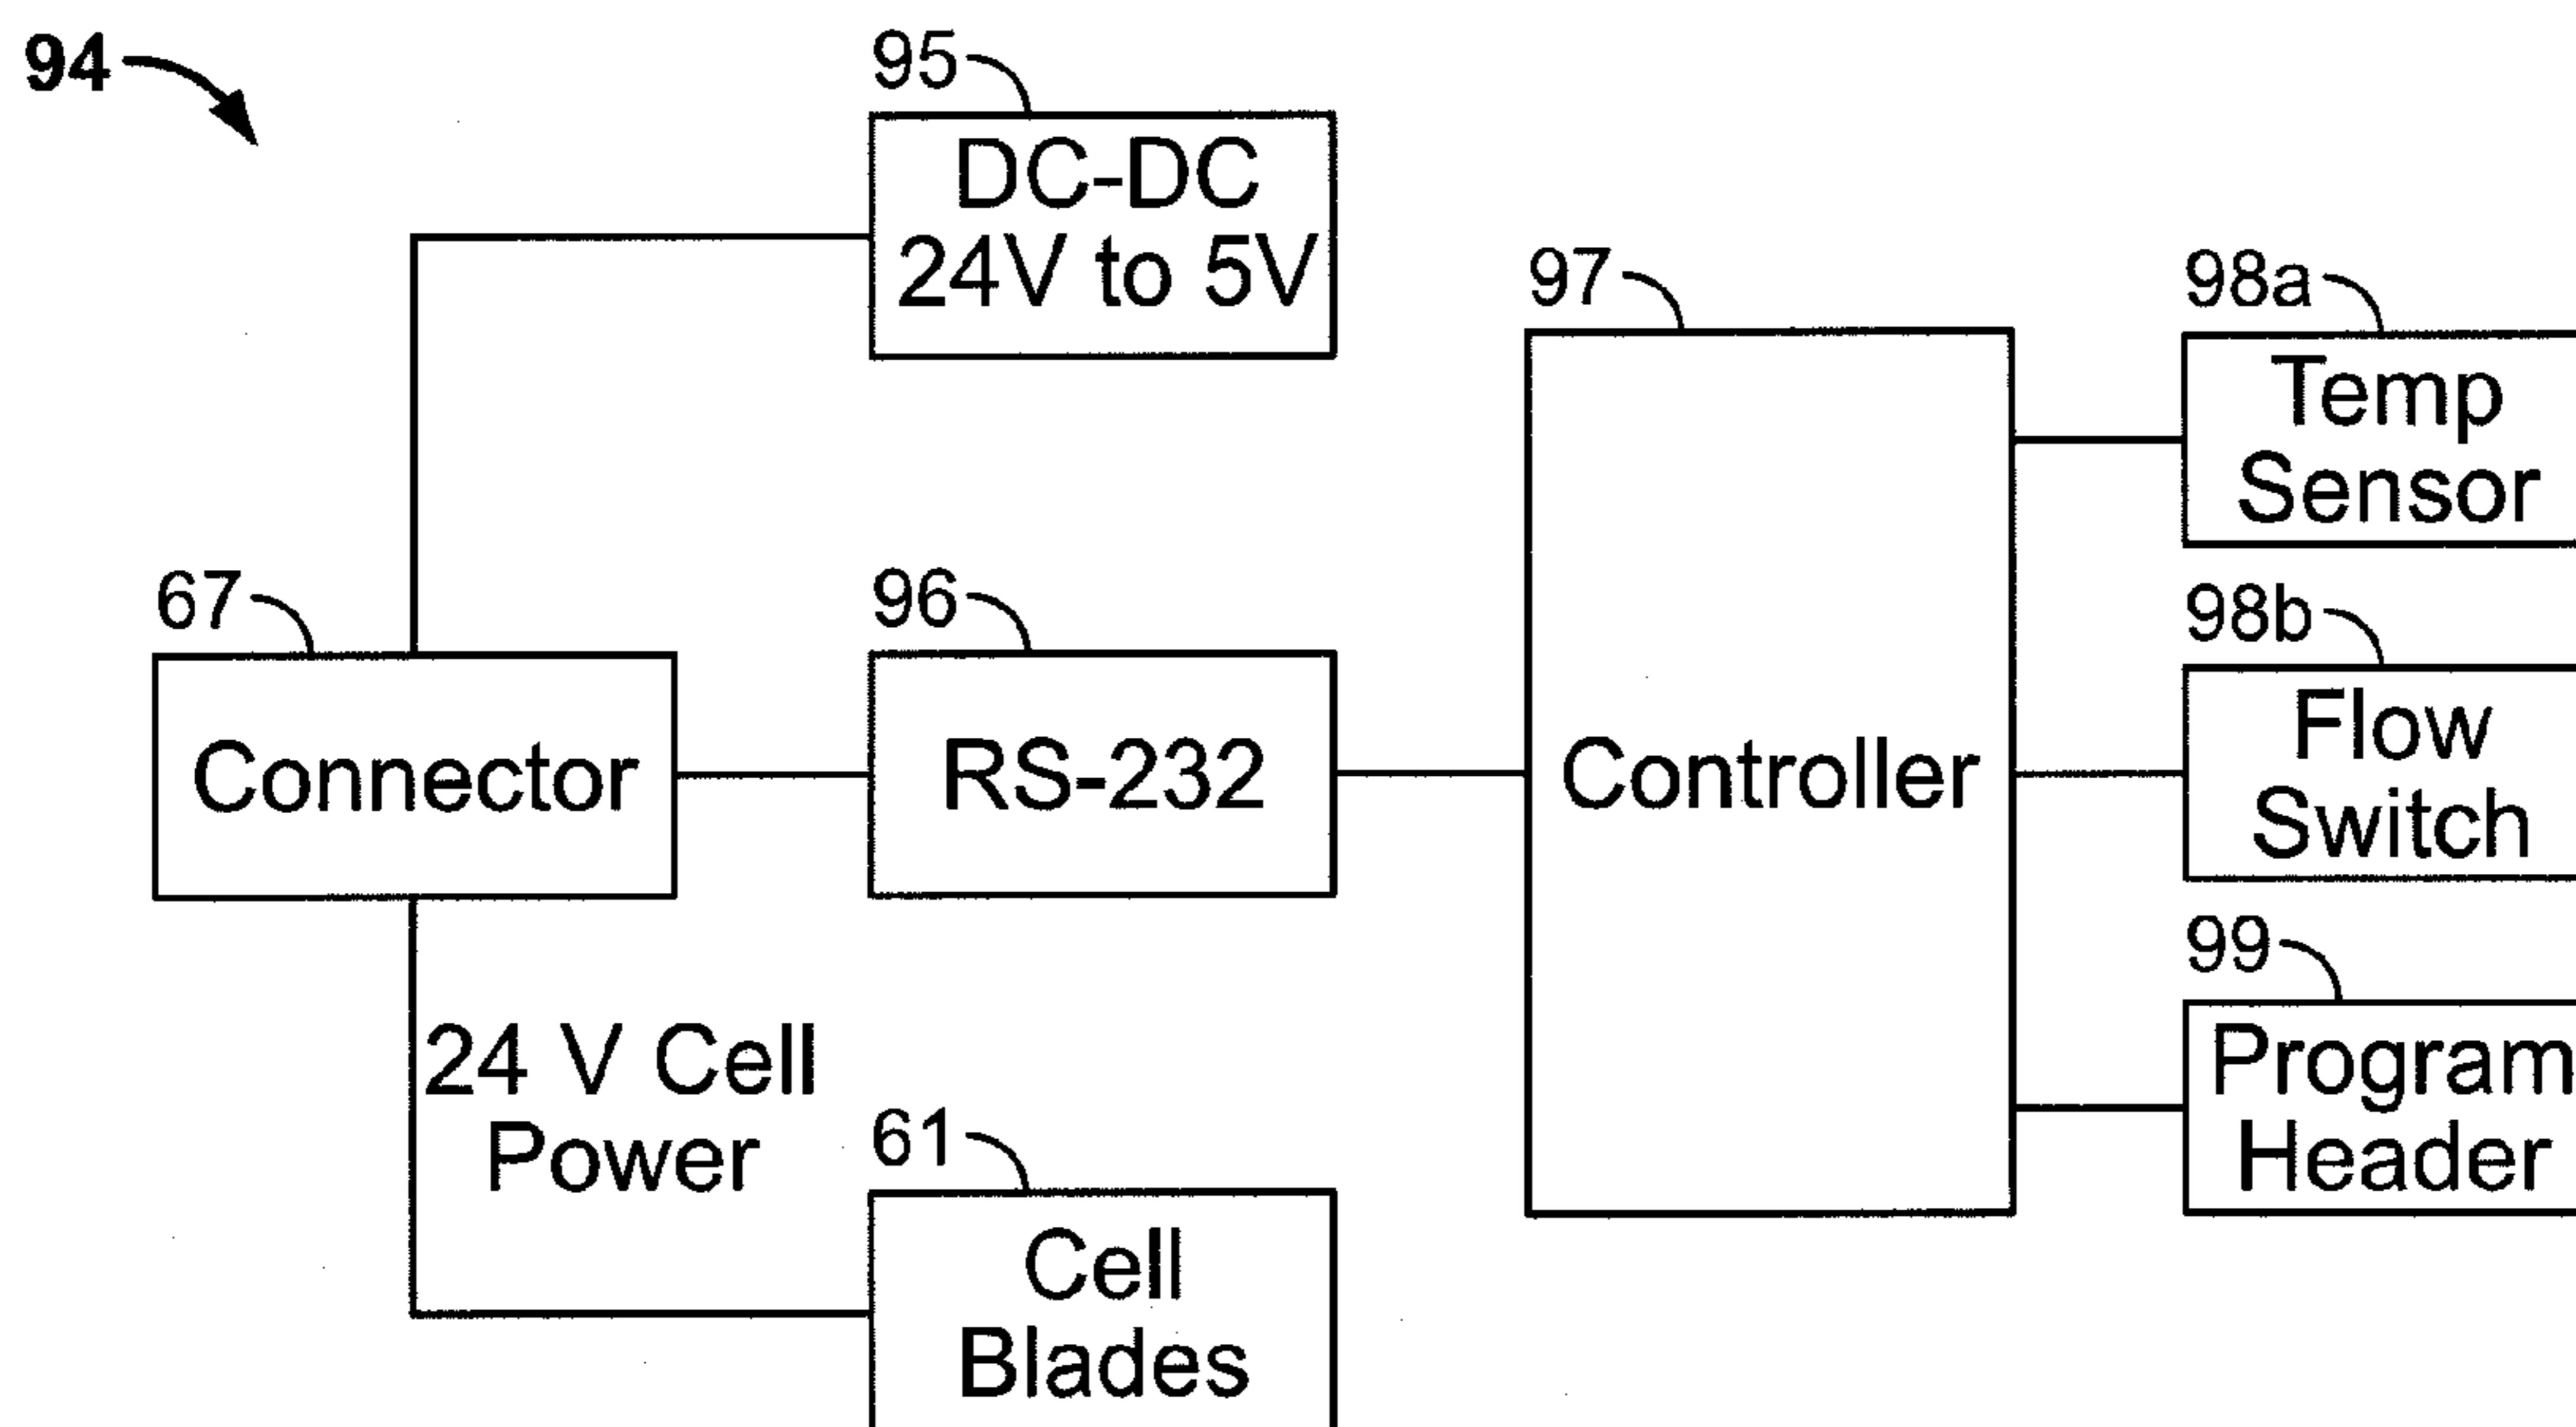 94
95
DC-DC
24V to 5V
97
98a
Temp
Sensor
67
Connector
96
RS-232
Controller
98b
Flow
Switch
24 V Cell
Power
61
Cell
Blades
99
Program
Header